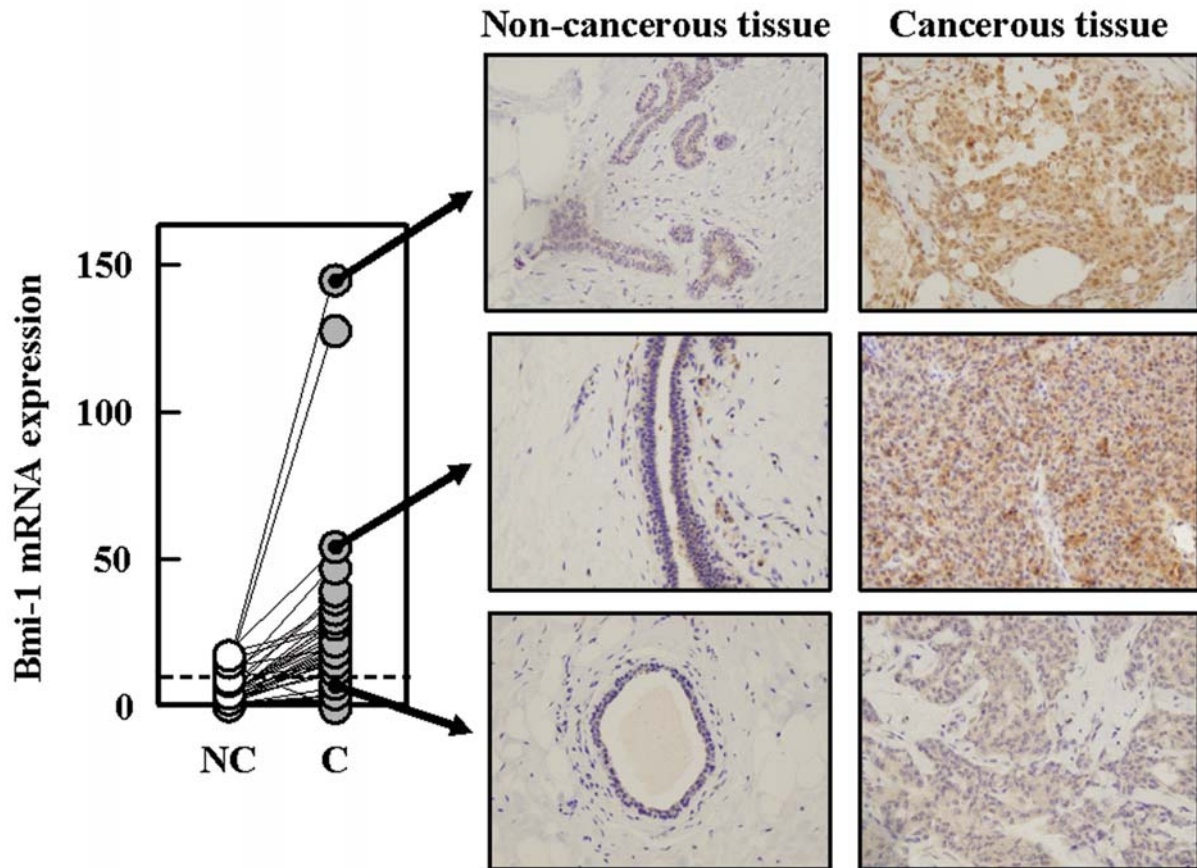 Non-cancerous tissue
Cancerous tissue
Bmi-1 mRNA expression
150
100
50
0
NC
C